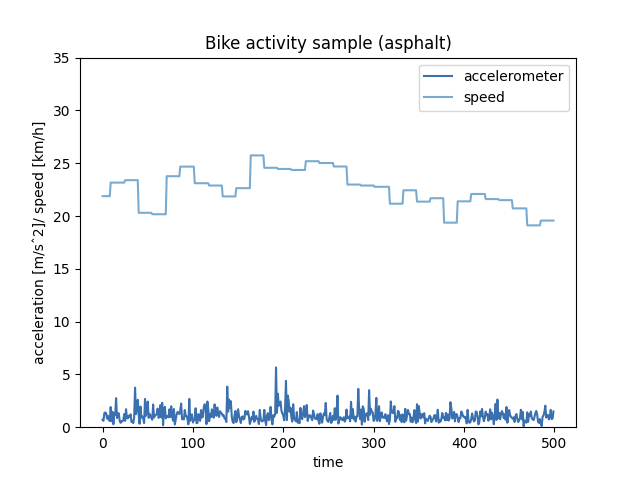 Bike activity sample (asphalt)
accelerometer
speed
acceleration [m/sˆ2]/ speed [km/h]
35
30
25
20
15
10
5
0
0 100 200 300 400 500
time